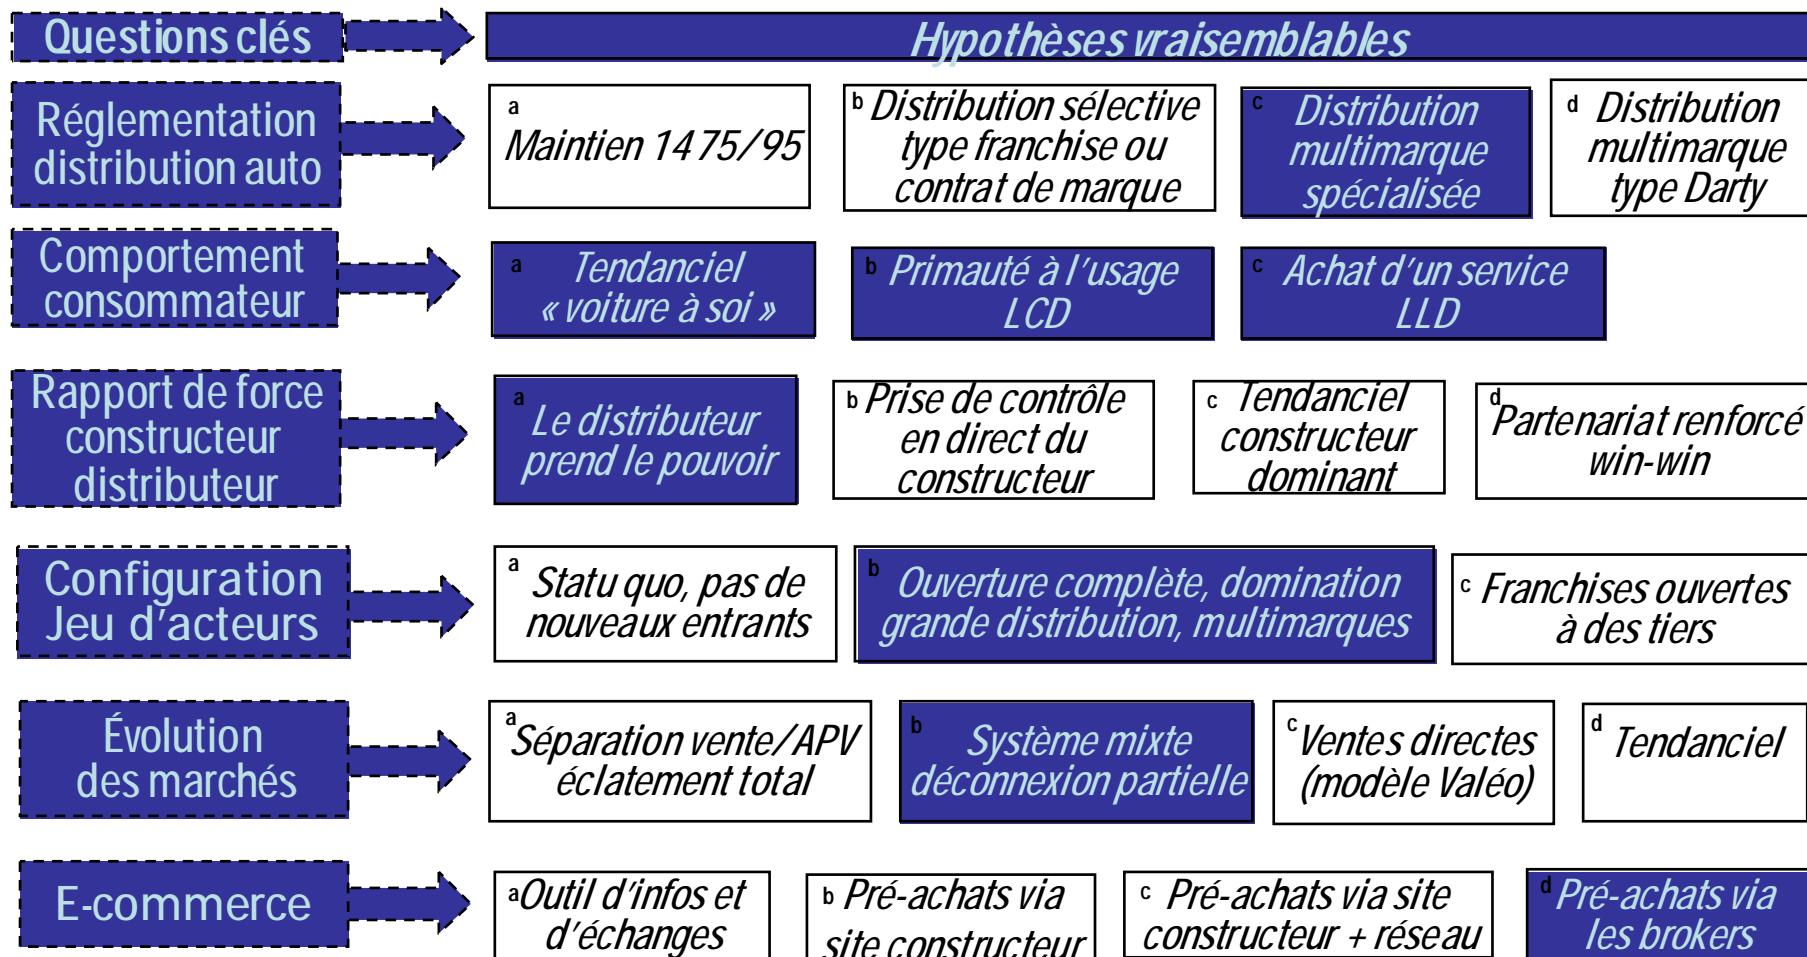 Questions clés
Hypothèses vraisemblables
Réglementation
distribution auto
a
Maintien 1475/95
b Distribution sélective
type franchise ou
contrat de marque
c Distribution
multimarque
spécialisée
d Distribution
multimarque
type Darty
Comportement
consommateur
a Tendanciel
« voiture à soi »
b Primauté à l'usage
LCD
c Achat d'un service
LLD
Rapport de force
constructeur
distributeur
a
Le distributeur
prend le pouvoir
b Prise de contrôle
en direct du
constructeur
c Tendanciel
constructeur
dominant
d
Partenariat renforcé
win-win
Configuration
Jeu d'acteurs
a Statu quo, pas de
nouveaux entrants
b Ouverture complète, domination
grande distribution, multimarques
c Franchises ouvertes
à des tiers
Évolution
des marchés
a Séparation vente/APV
éclatement total
b Système mixte
déconnexion partielle
c Ventes directes
(modèle Valéo)
d Tendanciel
E-commerce
a Outil d'infos et
d'échanges
b Pré-achats via
site constructeur
c Pré-achats via site
constructeur + réseau
d Pré-achats via
les brokers